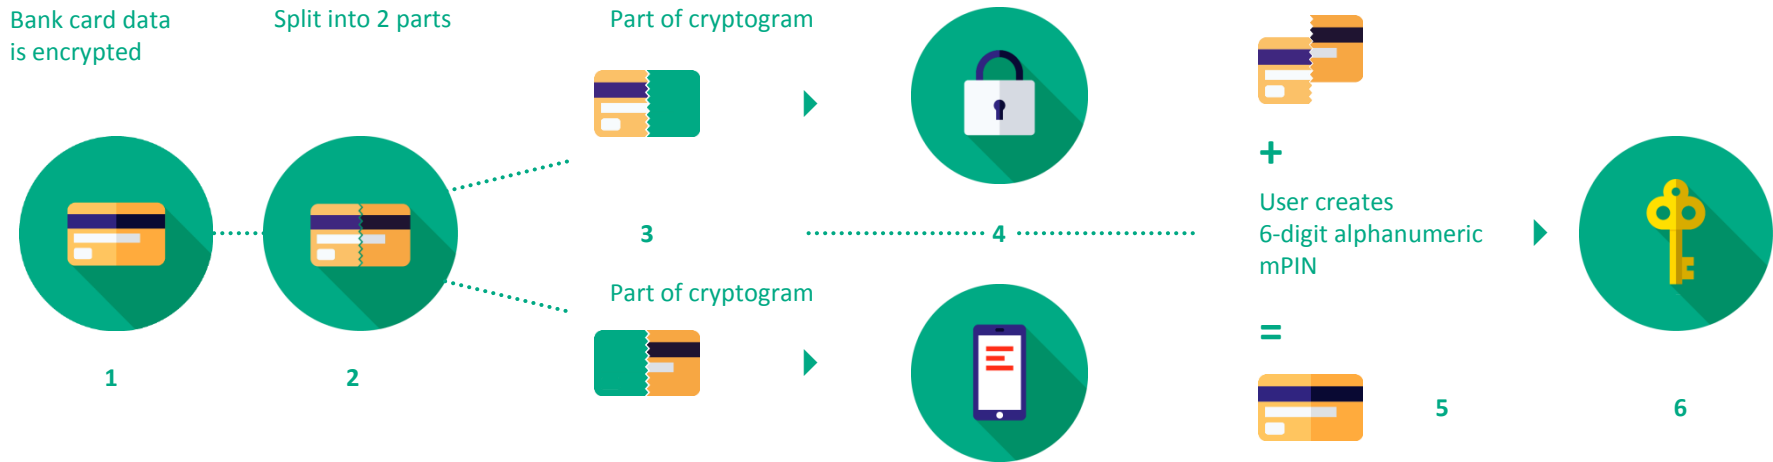 Bank card data
is encrypted
Split into 2 parts
Part of cryptogram
3
4
Part of cryptogram
1
2
+
User creates
6-digit alphanumeric
mPIN
=
5
6